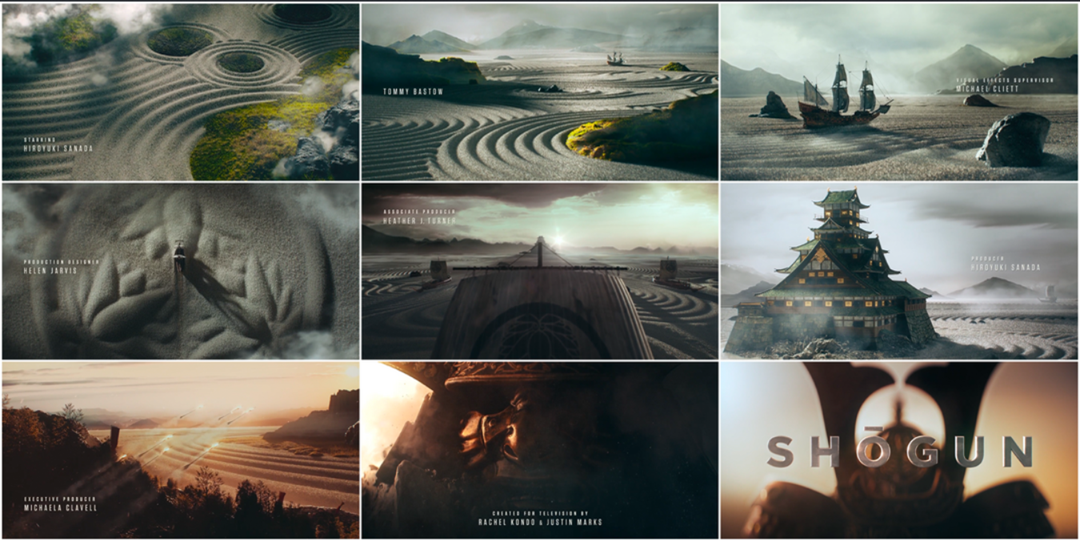 STARRING
HIROYUKI SANADA
TOMMY BASTOW
VISUAL EFFECTS SUPERVISOR
MICHAEL CLIETT
PRODUCTION DESIGNER
HELEN JARVIS
ASSOCIATE PRODUCER
HEATHER I TURNER
PRODUCER
HIROYUKI SANADA
EXECUTIVE PRODUCER
MICHAELA CLAVELL
CREATED FOR TELEVISION BY
RACHEL KONDO & JUSTIN MARKS
SHŌGUN